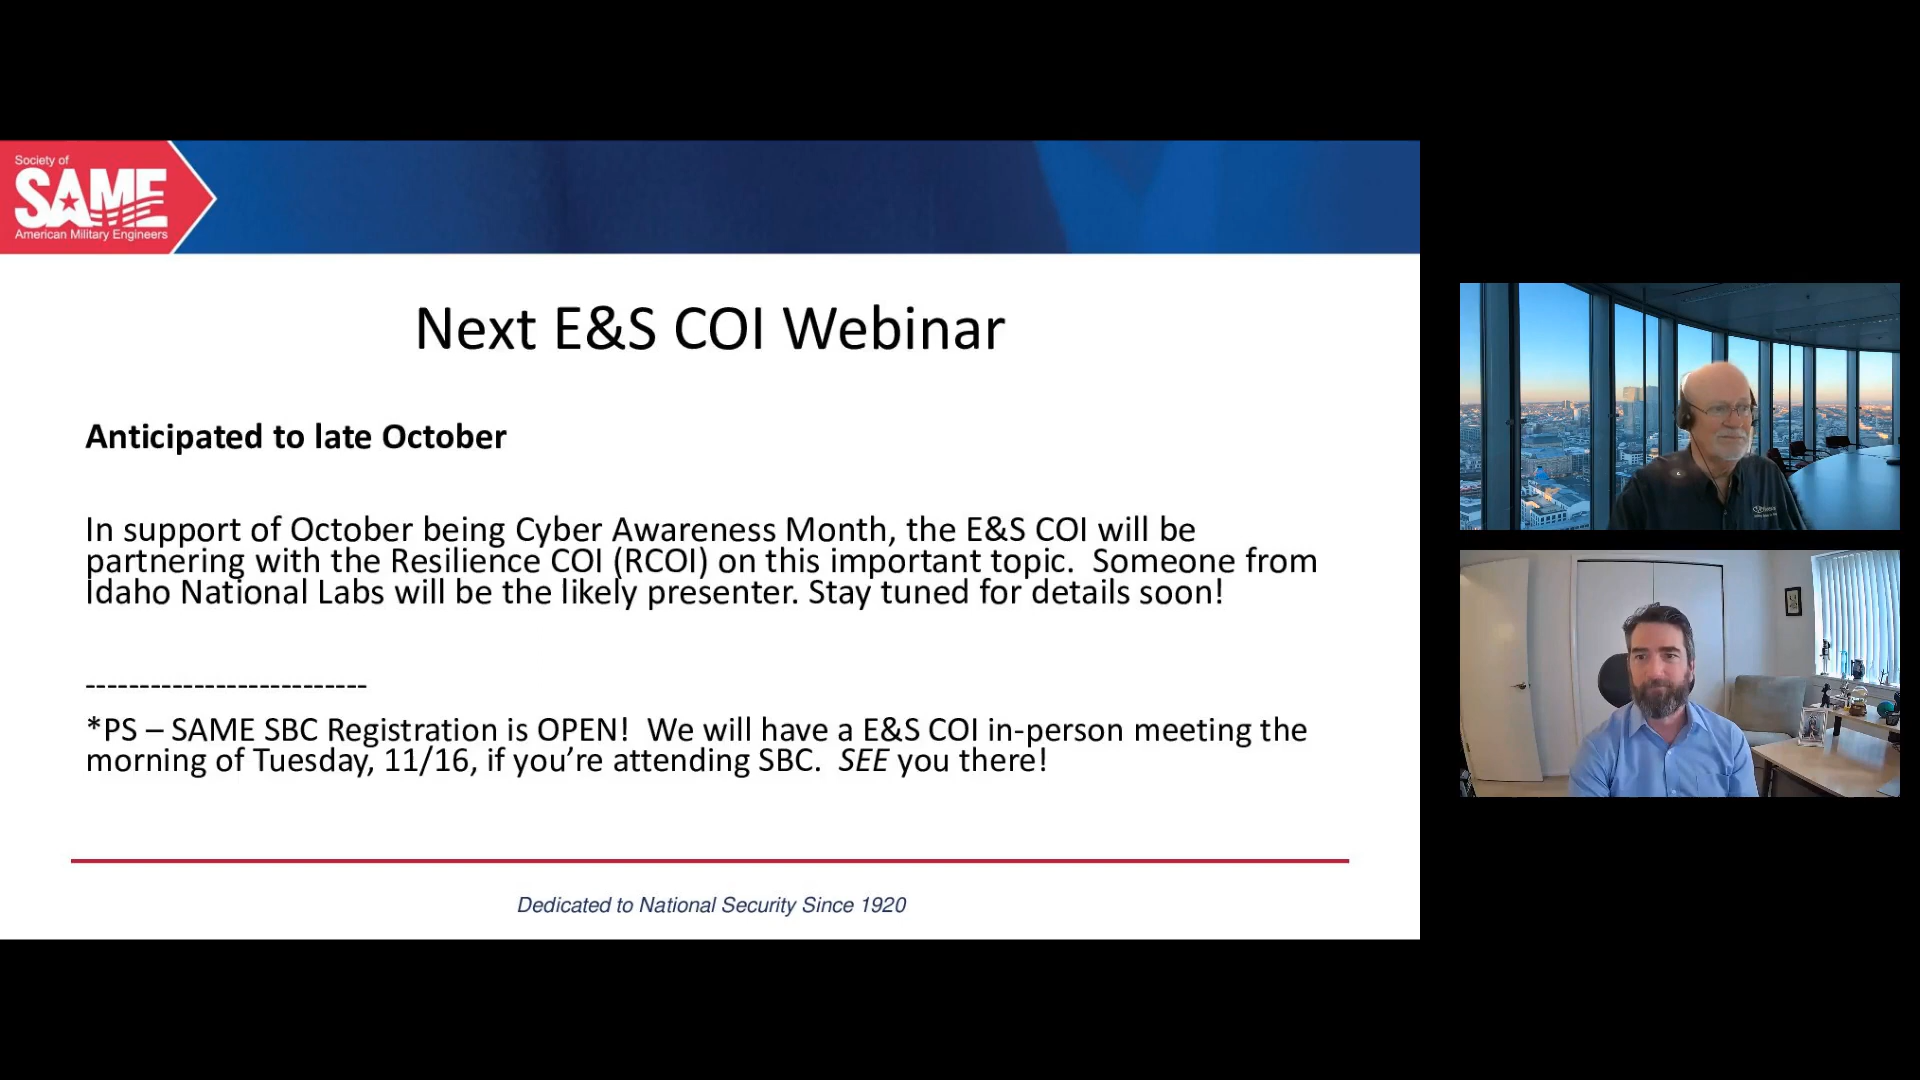 Society of
SAME
American Military Engineers
Next E&S COI Webinar
Anticipated to late October
In support of October being Cyber Awareness Month, the E&S COI will be
partnering with the Resilience COI (RCOI) on this important topic.  Someone from
Idaho National Labs will be the likely presenter. Stay tuned for details soon!
--------------------------
*PS – SAME SBC Registration is OPEN!  We will have a E&S COI in-person meeting the
morning of Tuesday, 11/16, if you’re attending SBC.  SEE you there!
Dedicated to National Security Since 1920